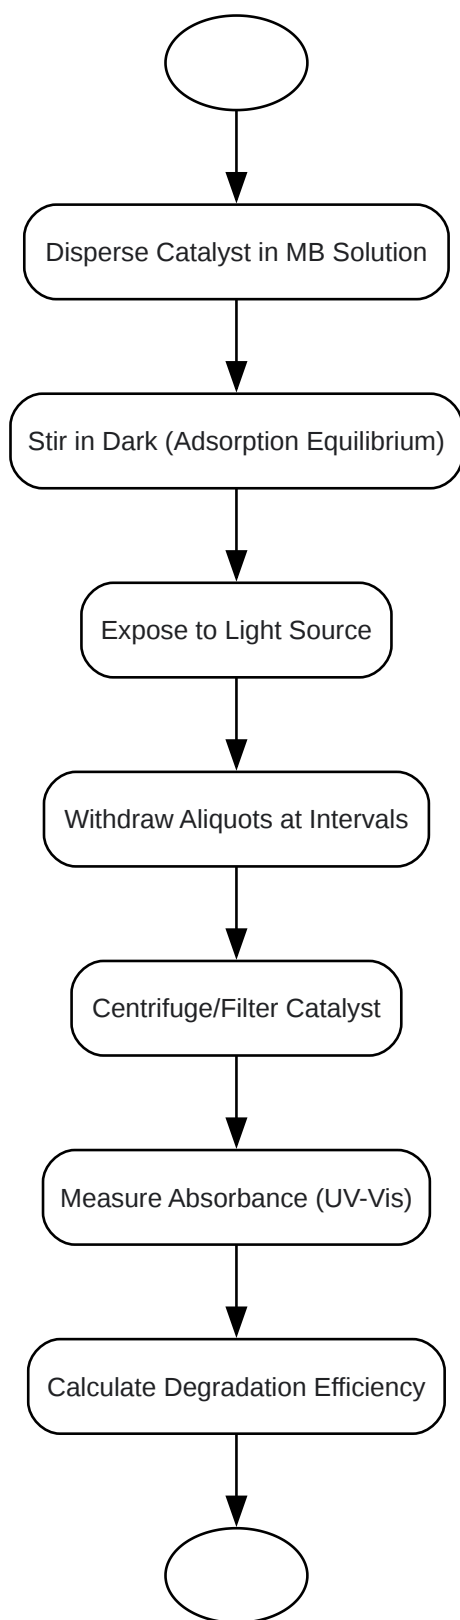 Disperse Catalyst in MB Solution
Stir in Dark (Adsorption Equilibrium)
Expose to Light Source
Withdraw Aliquots at Intervals
Centrifuge/Filter Catalyst
Measure Absorbance (UV-Vis)
Calculate Degradation Efficiency